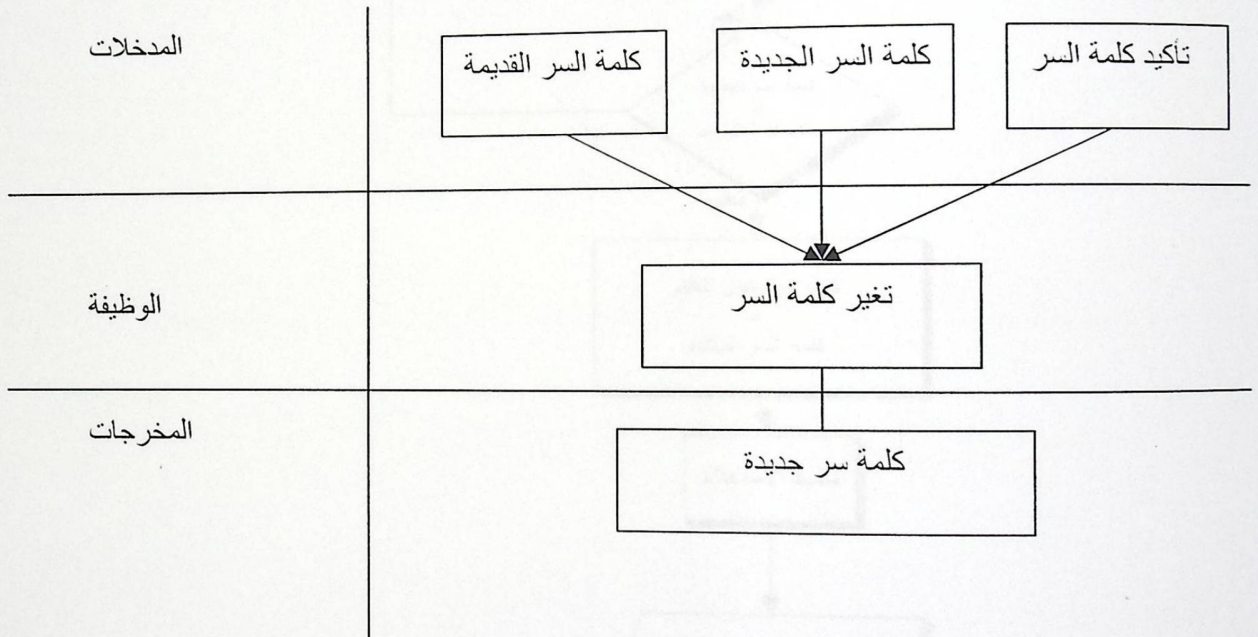 المدخلات
تأكيد كلمة السر
كلمة السر الجديدة
كلمة السر القديمة
الوظيفة
تغير كلمة السر
المخرجات
كلمة سر جديدة